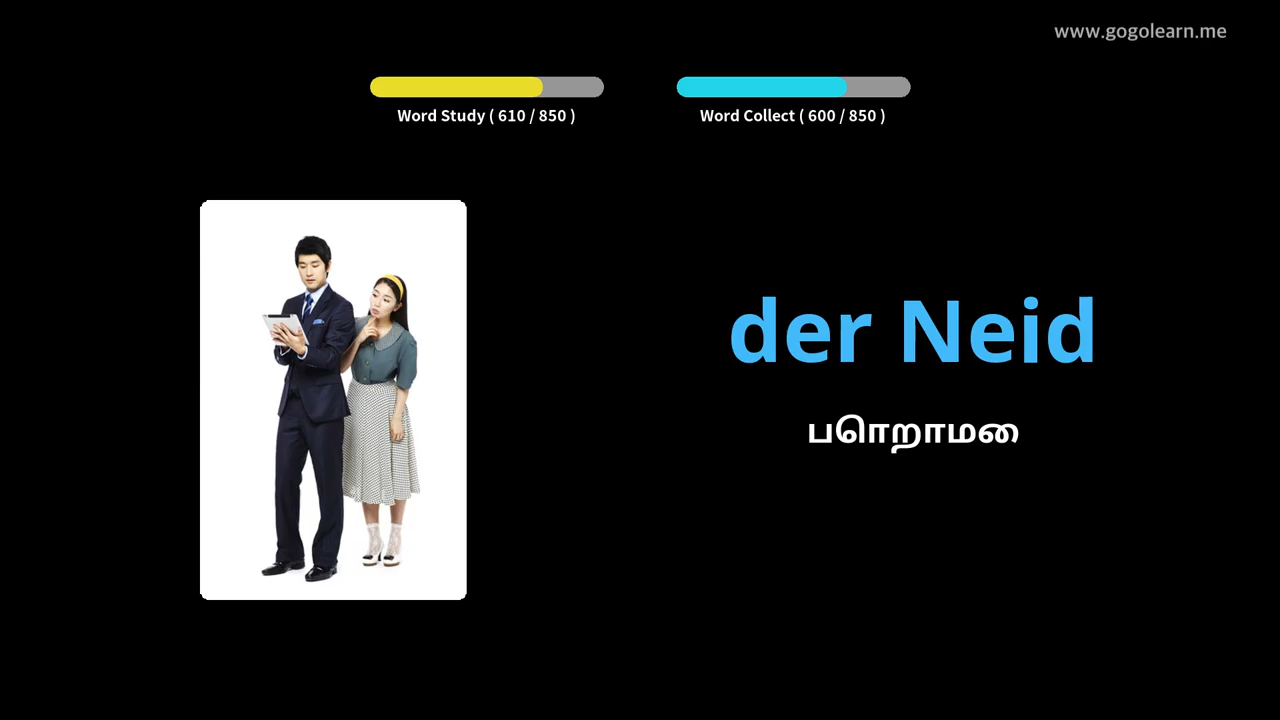 www.gogolearn.me
Word Study ( 610 / 850 )
Word Collect ( 600 / 850 )
der Neid
பொறாமை